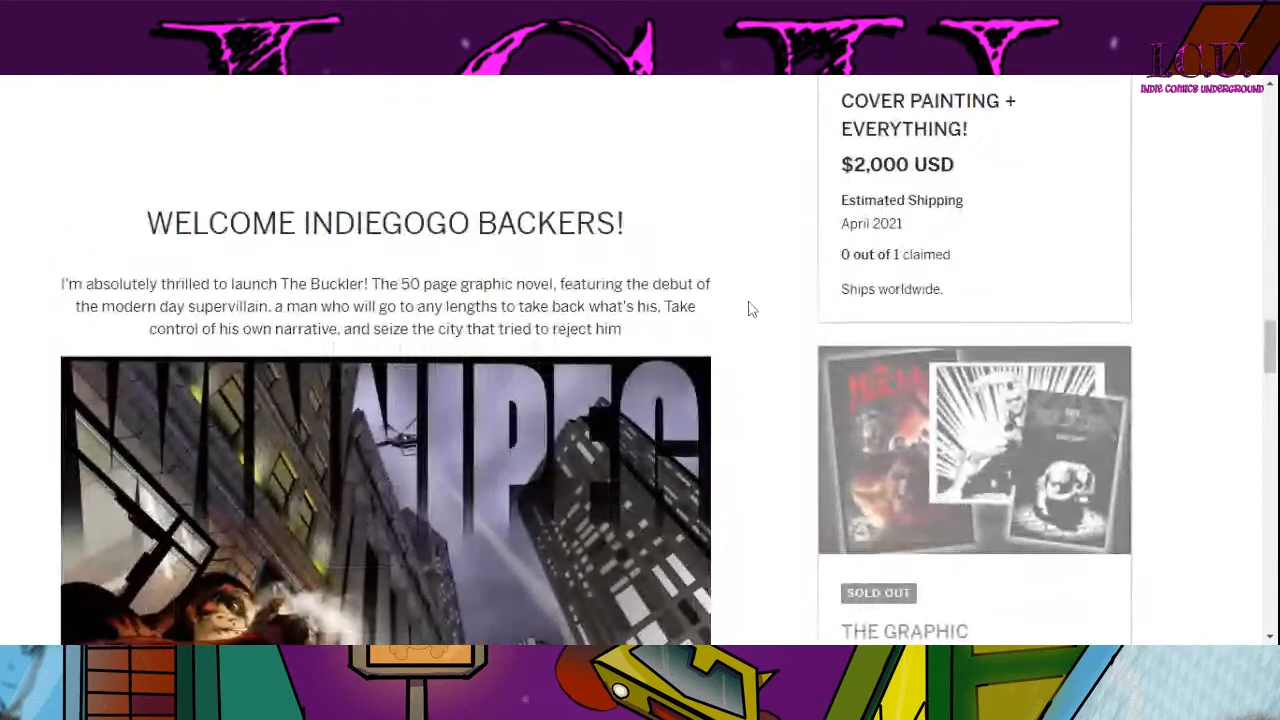 I.C.U.
I.C.U.
INDIE COMICS UNDERGROUND
COVER PAINTING +
EVERYTHING!
$2,000 USD
Estimated Shipping
April 2021
0 out of 1 claimed
Ships worldwide.
WELCOME INDIEGOGO BACKERS!
I'm absolutely thrilled to launch The Buckler! The 50 page graphic novel, featuring the debut of
the modern day supervillain, a man who will go to any lengths to take back what's his, Take
control of his own narrative, and seize the city that tried to reject him
WINNIPEG
SOLD OUT
THE GRAPHIC